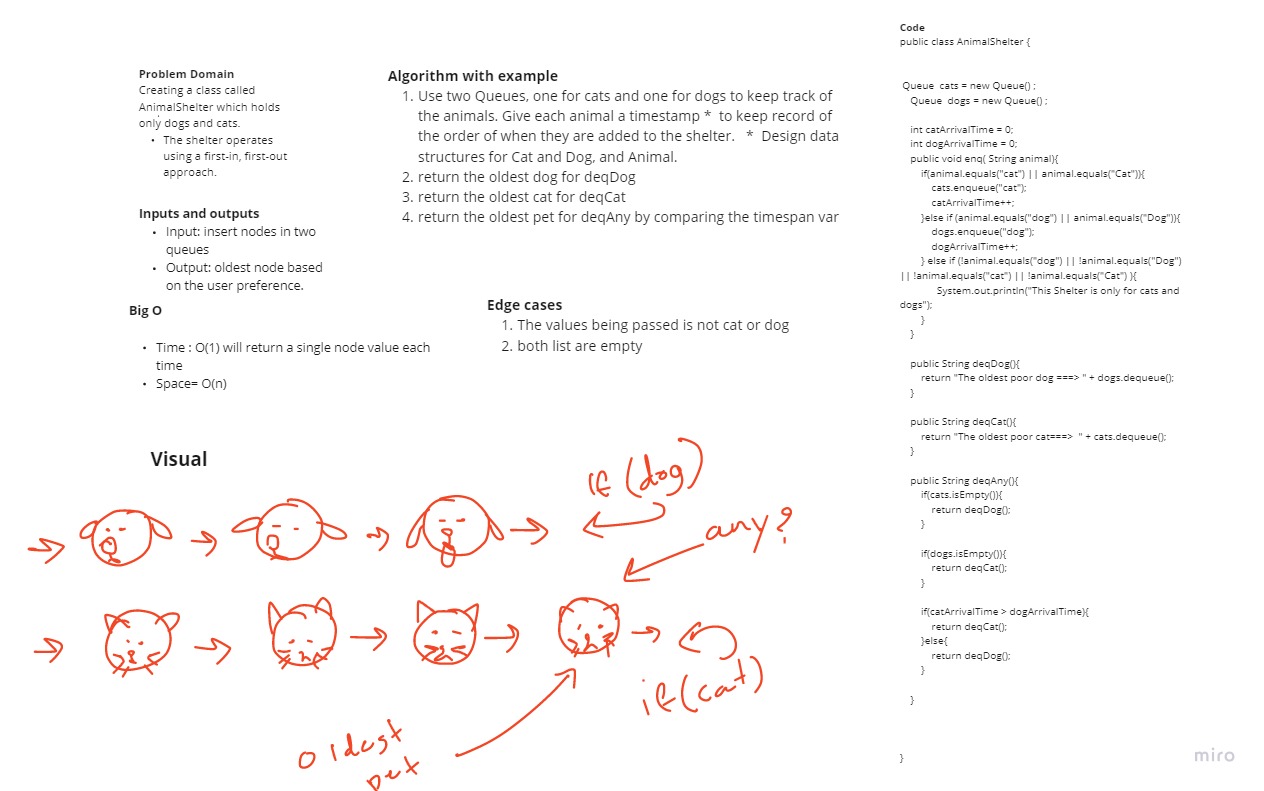 Problem Domain
Creating a class called
AnimalShelter which holds
only dogs and cats.
• The shelter operates
using a first-in, first-out
approach.
Inputs and outputs
• Input: insert nodes in two
queues
• Output: oldest node based
on the user preference.
Big O
• Time : O(1) will return a single node value each
time
• Space= O(n)
Algorithm with example
1. Use two Queues, one for cats and one for dogs to keep track of
the animals. Give each animal a timestamp * to keep record of
the order of when they are added to the shelter. * Design data
structures for Cat and Dog, and Animal.
2. return the oldest dog for deqDog
3. return the oldest cat for deqCat
4. return the oldest pet for deqAny by comparing the timespan var
Edge cases
1. The values being passed is not cat or dog
2. both list are empty
Visual
if (dog)
any?
if(cat)
oldest
pet
Code
public class AnimalShelter {
Queue cats = new Queue() ;
Queue dogs = new Queue() ;
int catArrivalTime = 0;
int dogArrivalTime = 0;
public void enq( String animal){
if(animal.equals("cat") || animal.equals("Cat")){
cats.enqueue("cat");
catArrivalTime++;
}else if (animal.equals("dog") || animal.equals("Dog")){
dogs.enqueue("dog");
dogArrivalTime++;
} else if (!animal.equals("dog") || !animal.equals("Dog")
|| !animal.equals("cat") || !animal.equals("Cat") ){
System.out.println("This Shelter is only for cats and
dogs");
}
}
public String deqDog(){
return "The oldest poor dog ===> " + dogs.dequeue();
}
public String deqCat(){
return "The oldest poor cat===> " + cats.dequeue();
}
public String deqAny(){
if(cats.isEmpty()){
return deqDog();
}
if(dogs.isEmpty()){
return deqCat();
}
if(catArrivalTime > dogArrivalTime){
return deqCat();
}else{
return deqDog();
}
}
}
miro